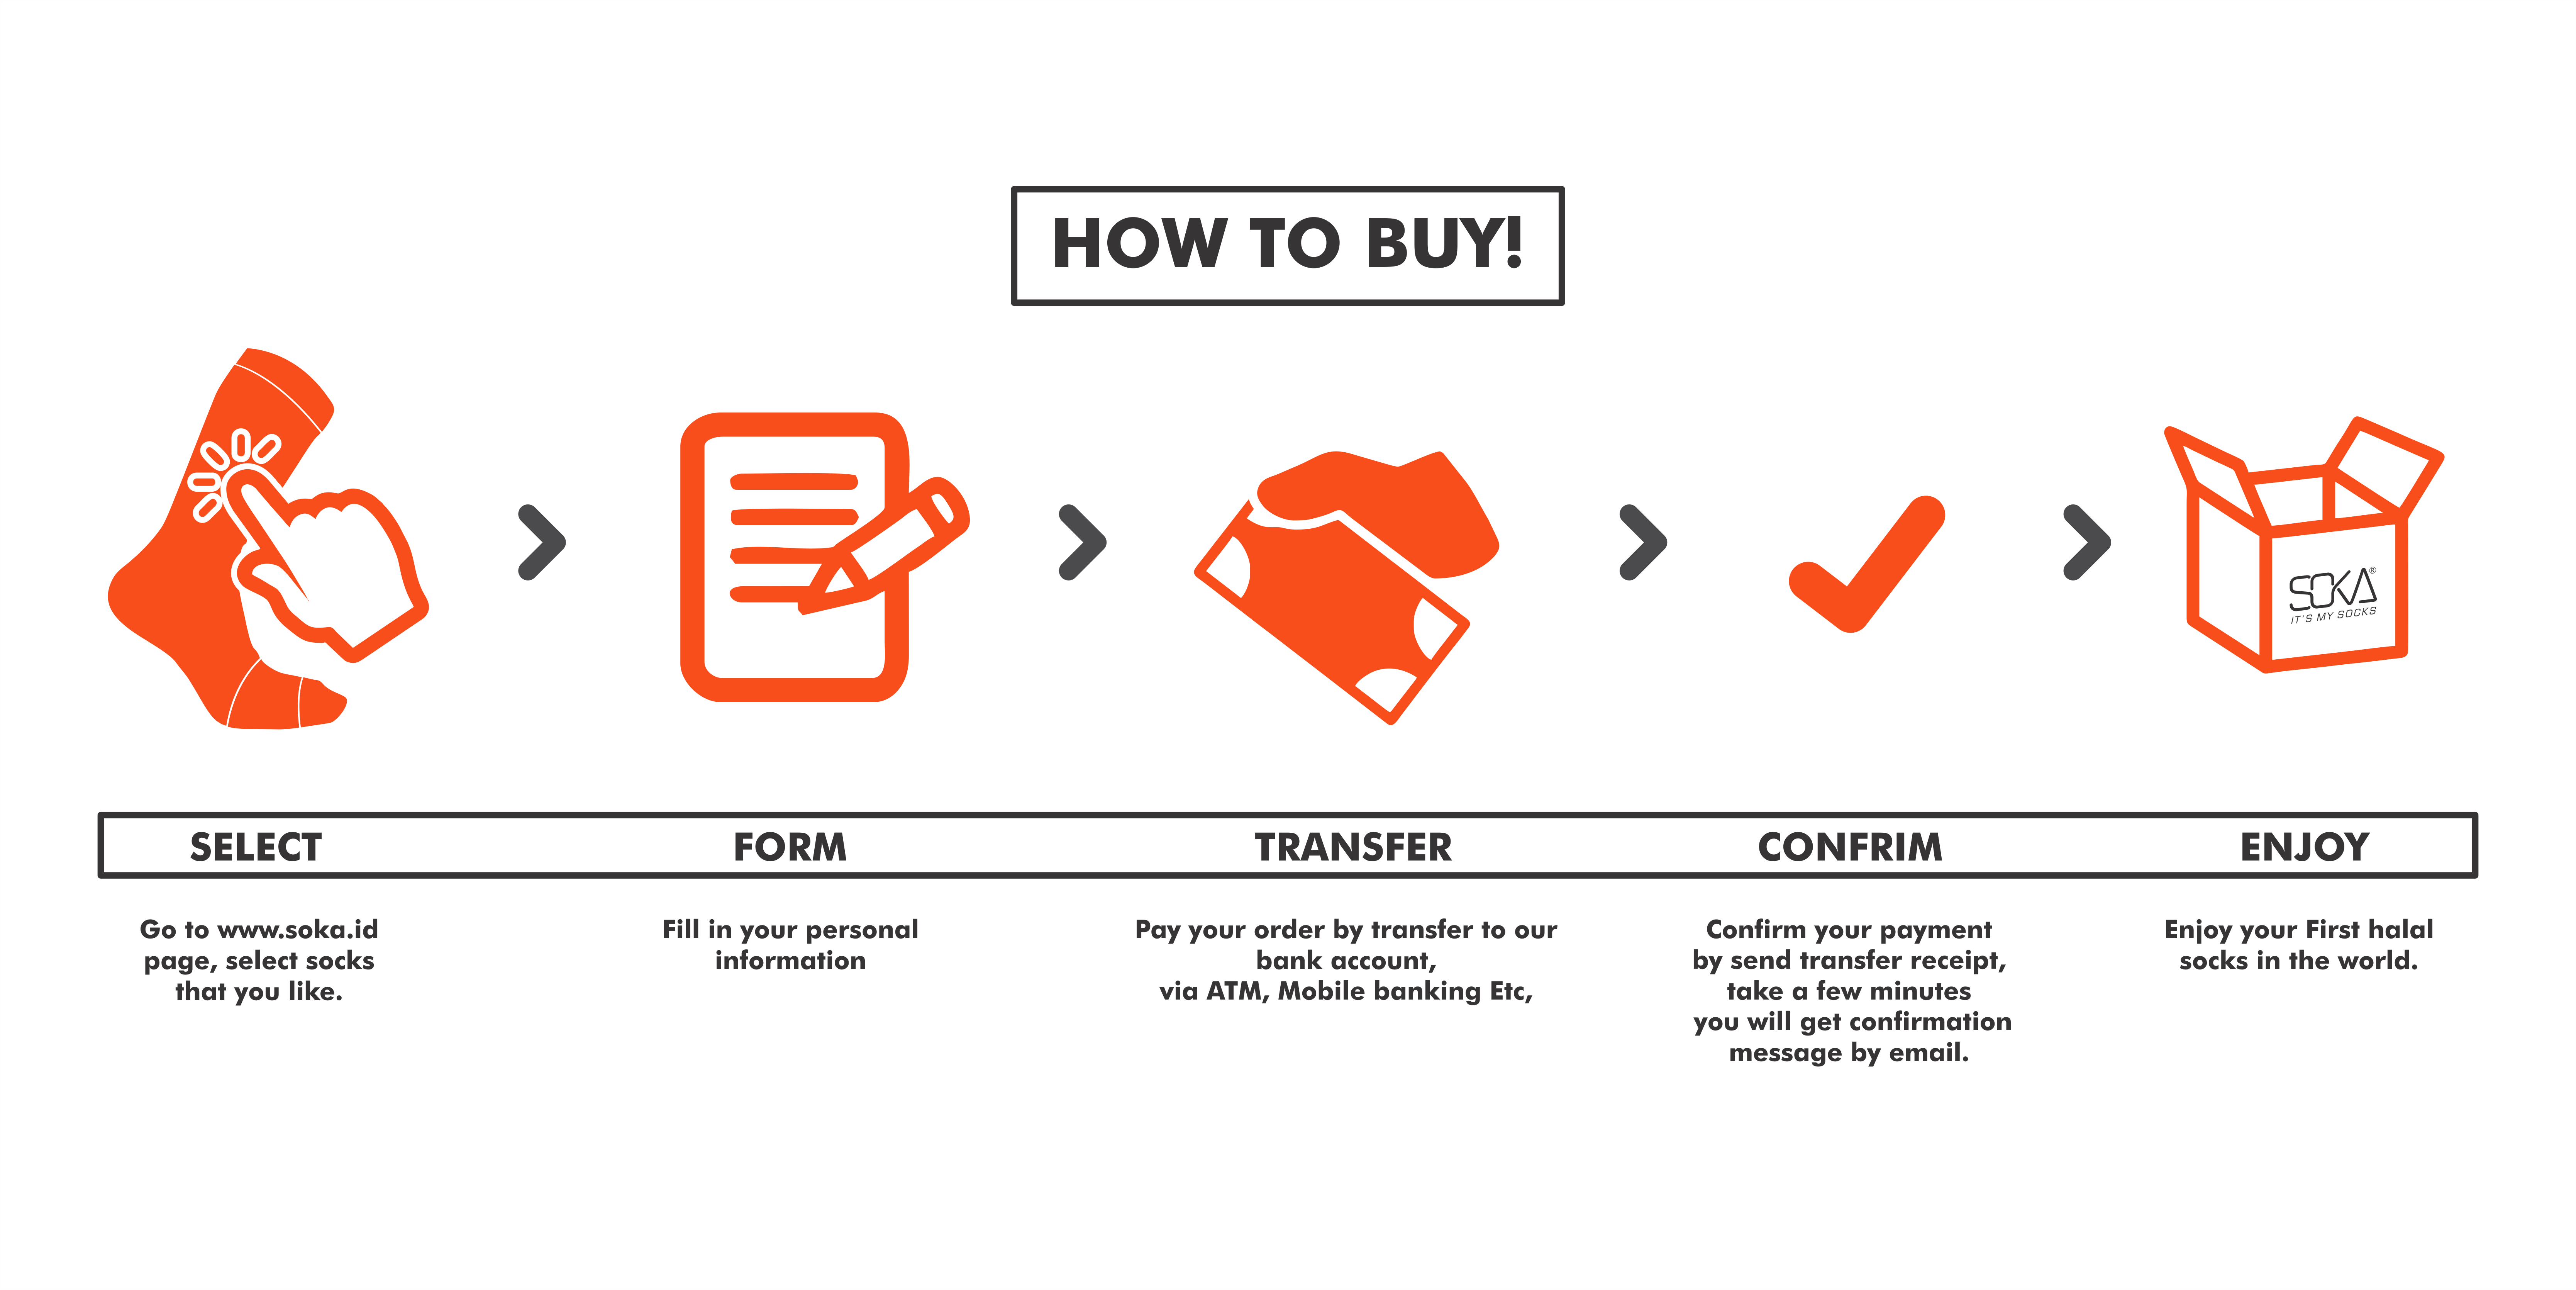 HOW TO BUY!
SOKA®
IT'S MY SOCKS
SELECT
Go to www.soka.id
page, select socks
that you like.
FORM
Fill in your personal
information
TRANSFER
Pay your order by transfer to our
bank account,
via ATM, Mobile banking Etc,
CONFRIM
Confirm your payment
by send transfer receipt,
take a few minutes
you will get confirmation
message by email.
ENJOY
Enjoy your First halal
socks in the world.